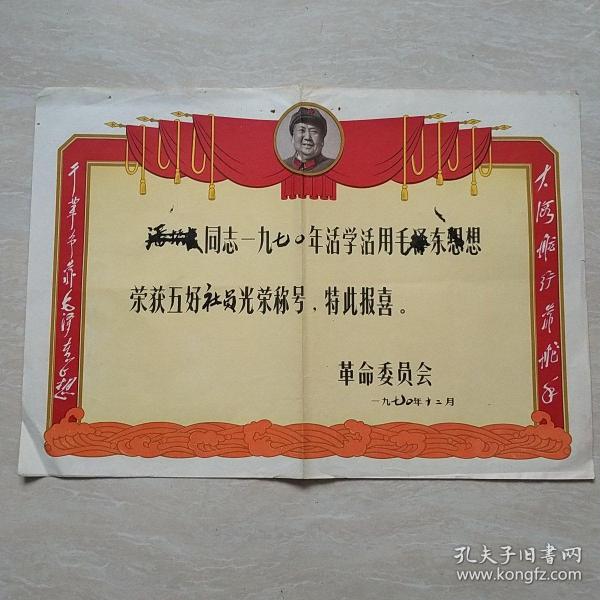 大海航行靠舵手
干革命靠毛泽东思想
同志一九七〇年活学活用毛泽东思想
荣获五好社员光荣称号,特此报喜。
革命委员会
一九七〇年十二月
孔夫子旧书网
www.kongfz.com